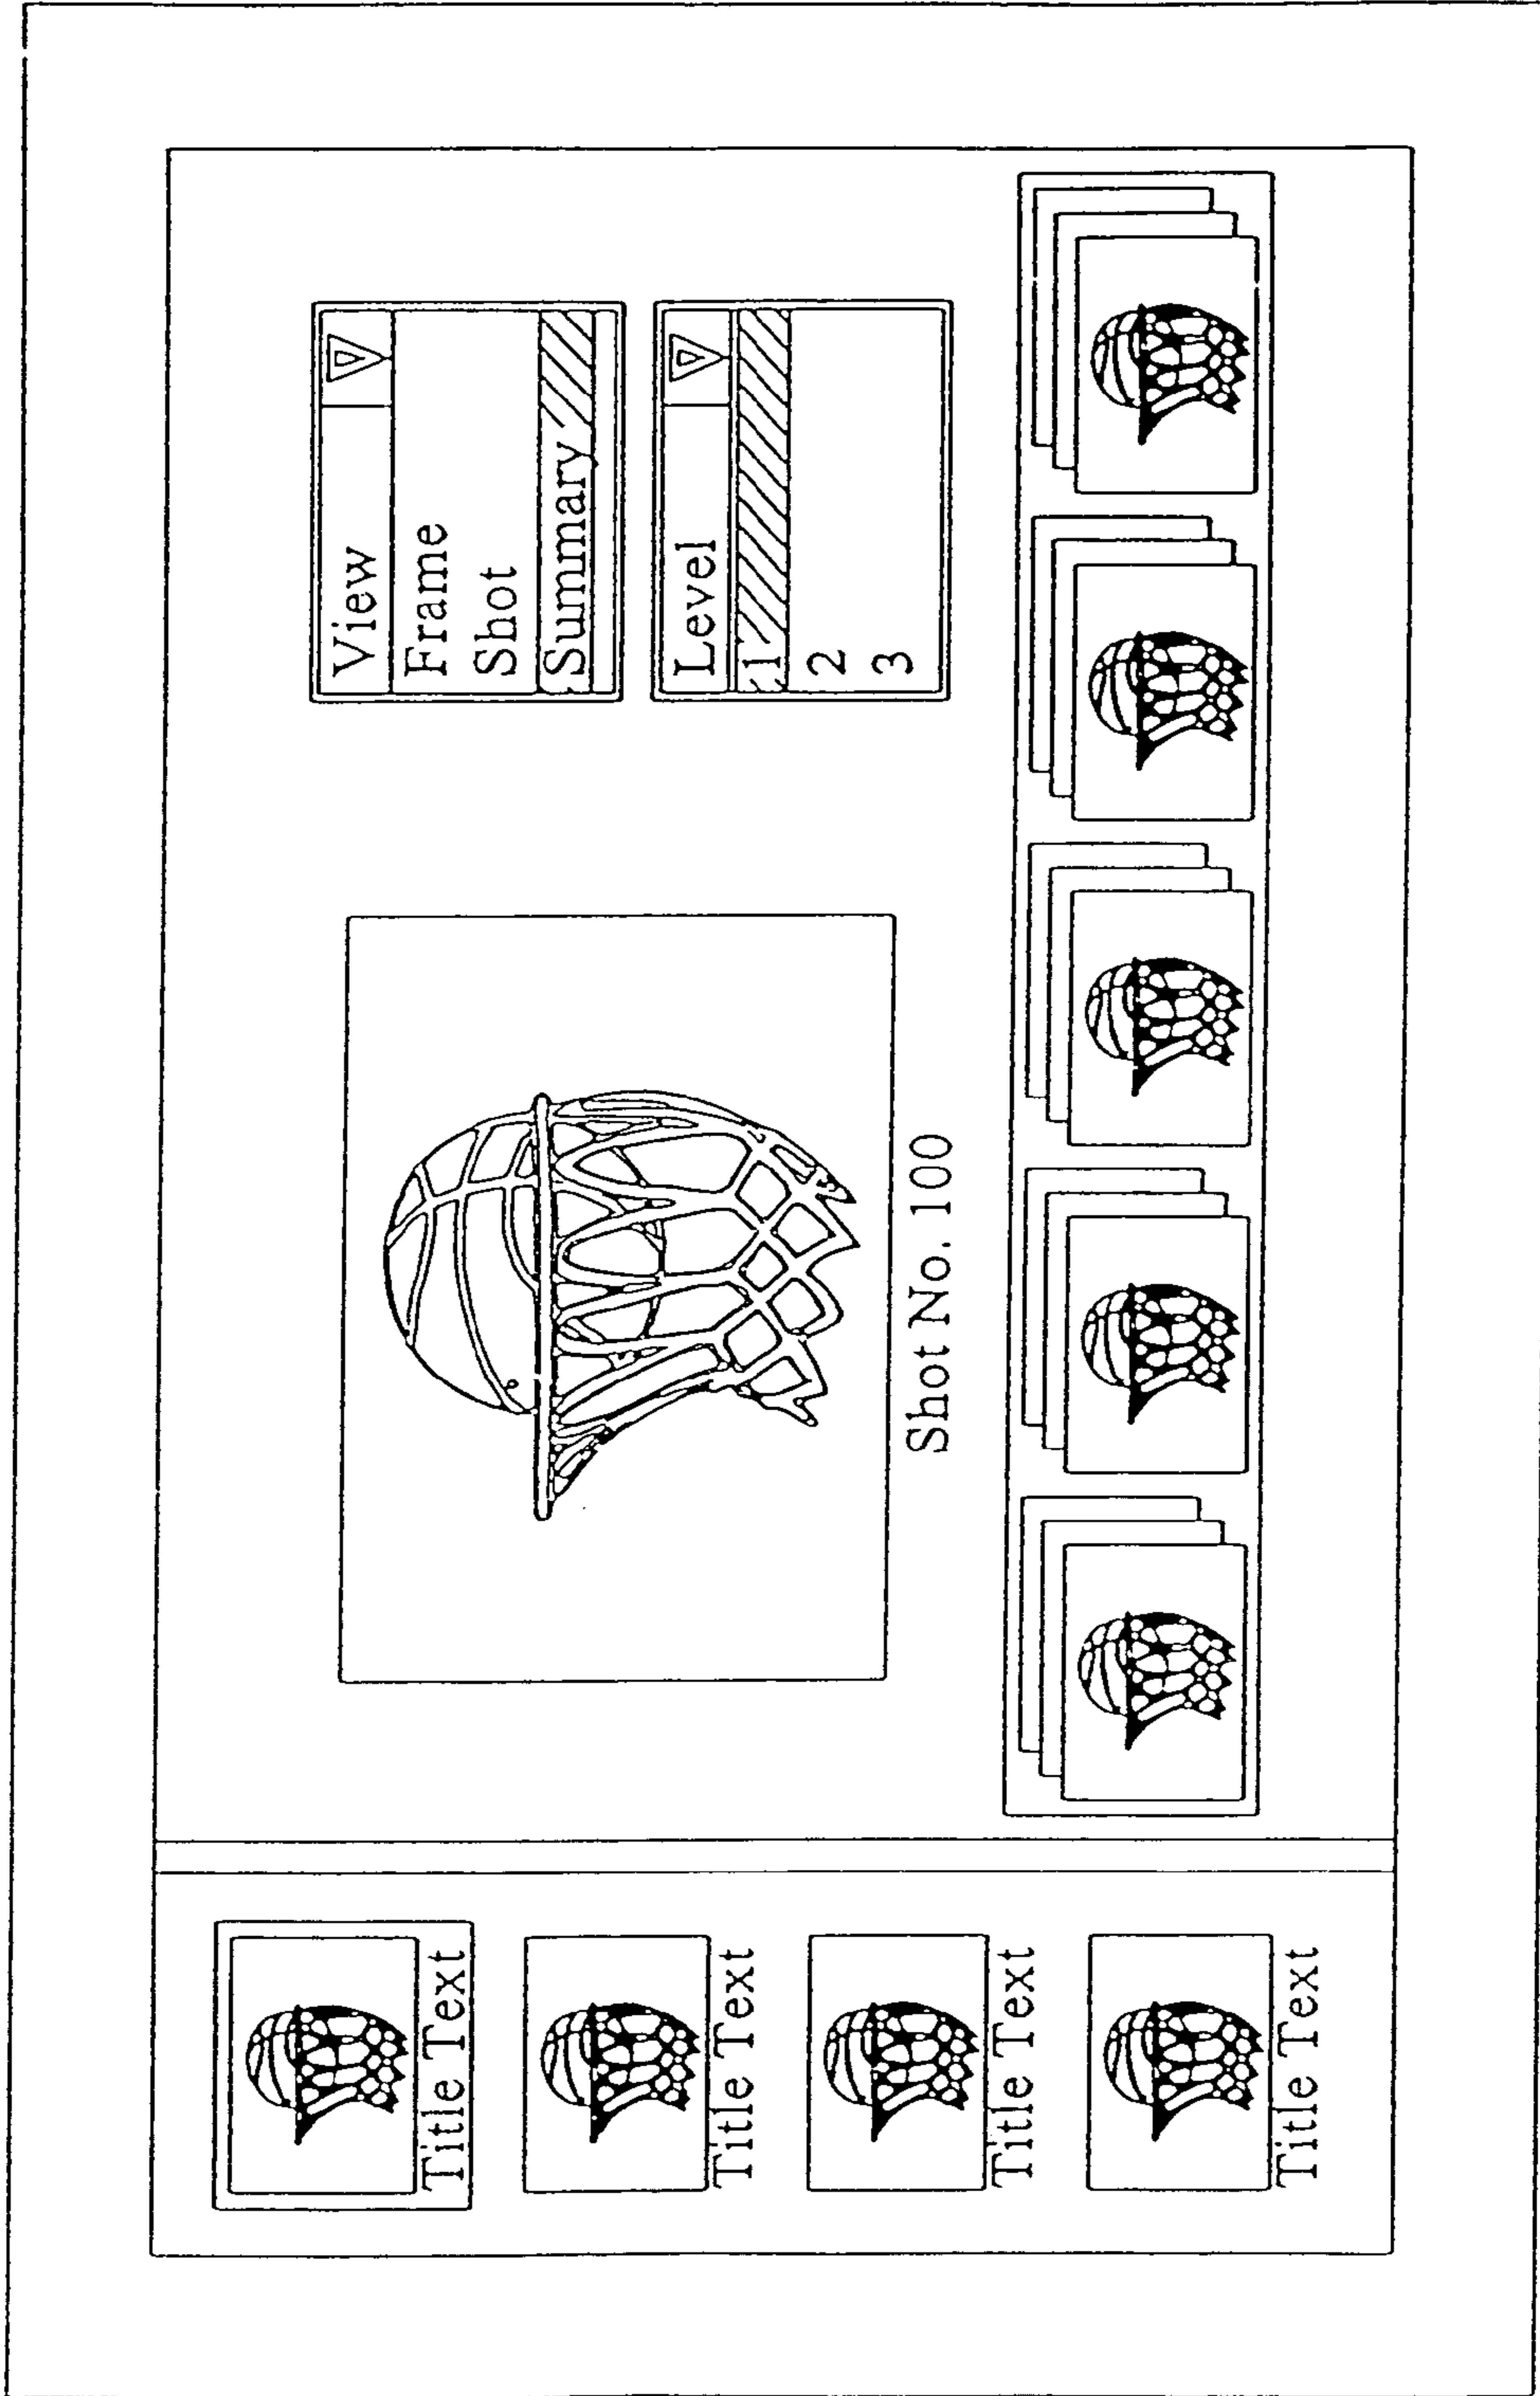 Title Text
Title Text
Title Text
Title Text
Shot No. 100
View
Frame
Shot
Summary
Level
1
2
3